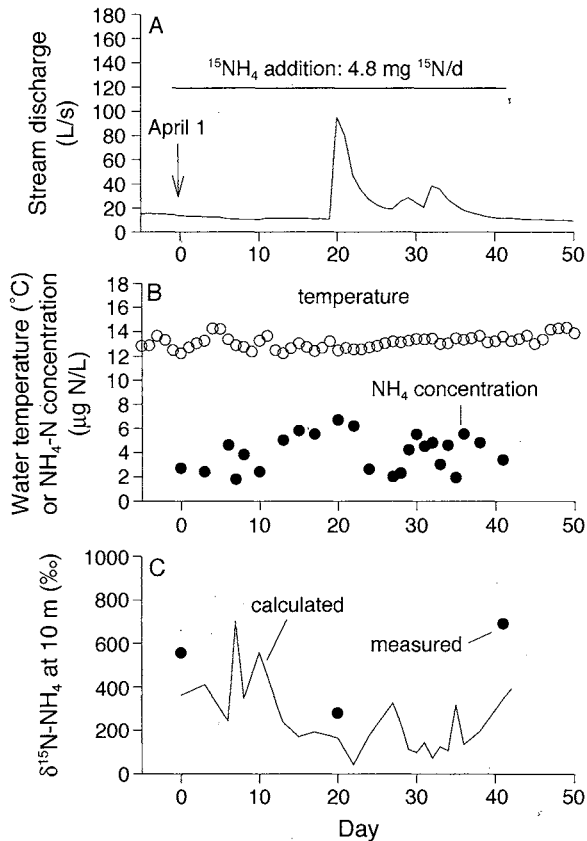 A
Stream discharge
(L/s)
180
160
140
120
100
80
60
40
20
0
¹⁵NH₄ addition: 4.8 mg ¹⁵N/d
April 1
0
10
20
30
40
50
B
Water temperature (°C)
or NH₄-N concentration
(µg N/L)
18
16
14
12
10
8
6
4
2
0
temperature
NH₄ concentration
0
10
20
30
40
50
C
δ¹⁵N-NH₄ at 10 m (‰)
1000
800
600
400
200
0
calculated
measured
0
10
20
30
40
50
Day